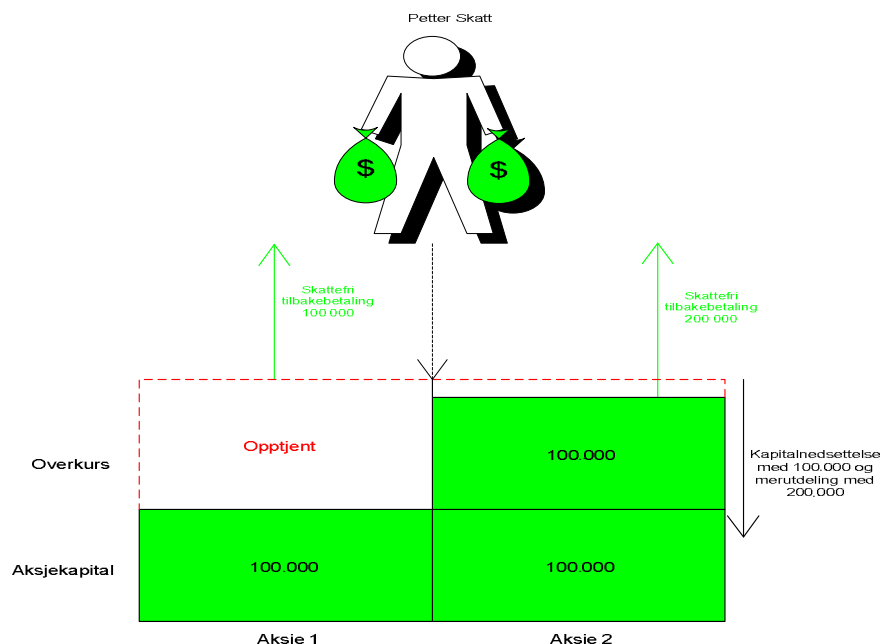 Petter Skatt
$ $
Skattefri
tilbakebetaling
100.000
Skattefri
tilbakebetaling
200.000
Opptjent
Overkurs
100.000
Kapitalnedsettelse
med 100.000 og
merutdeling med
200.000
Aksjekapital
100.000
100.000
Aksje 1
Aksje 2